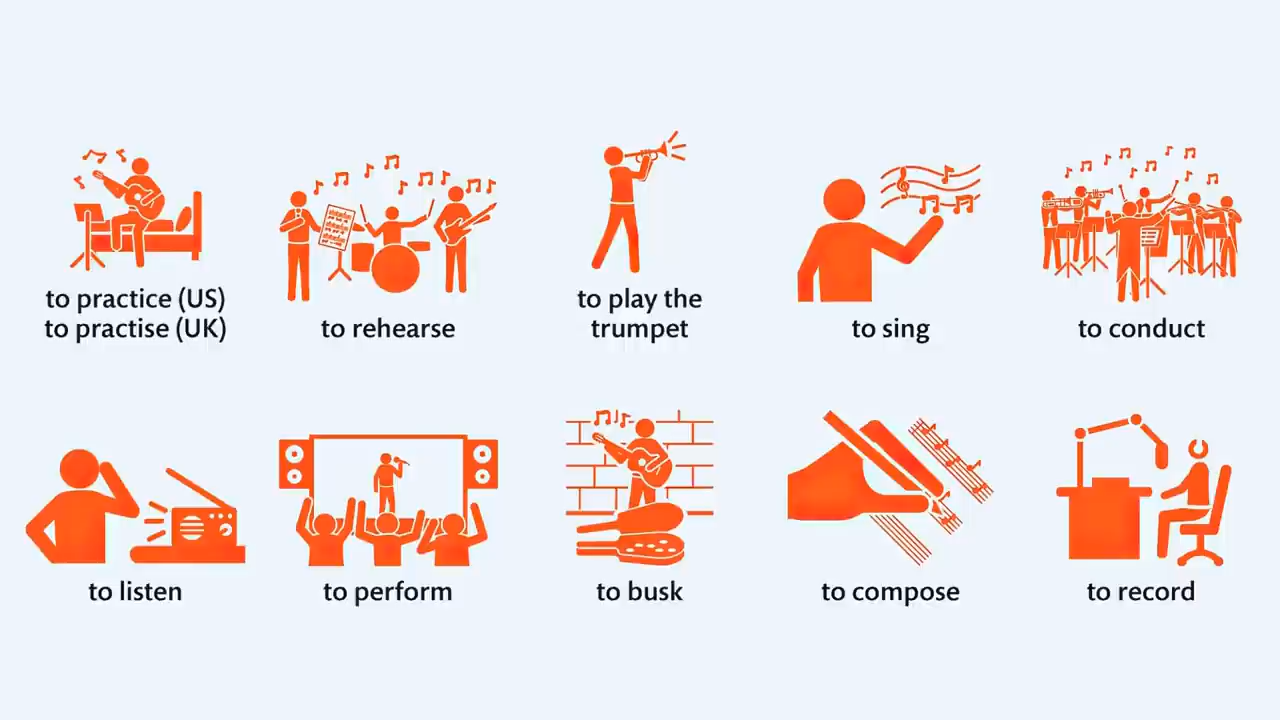 to practice (US)
to practise (UK)
to rehearse
to play the
trumpet
to sing
to conduct
to listen
to perform
to busk
to compose
to record